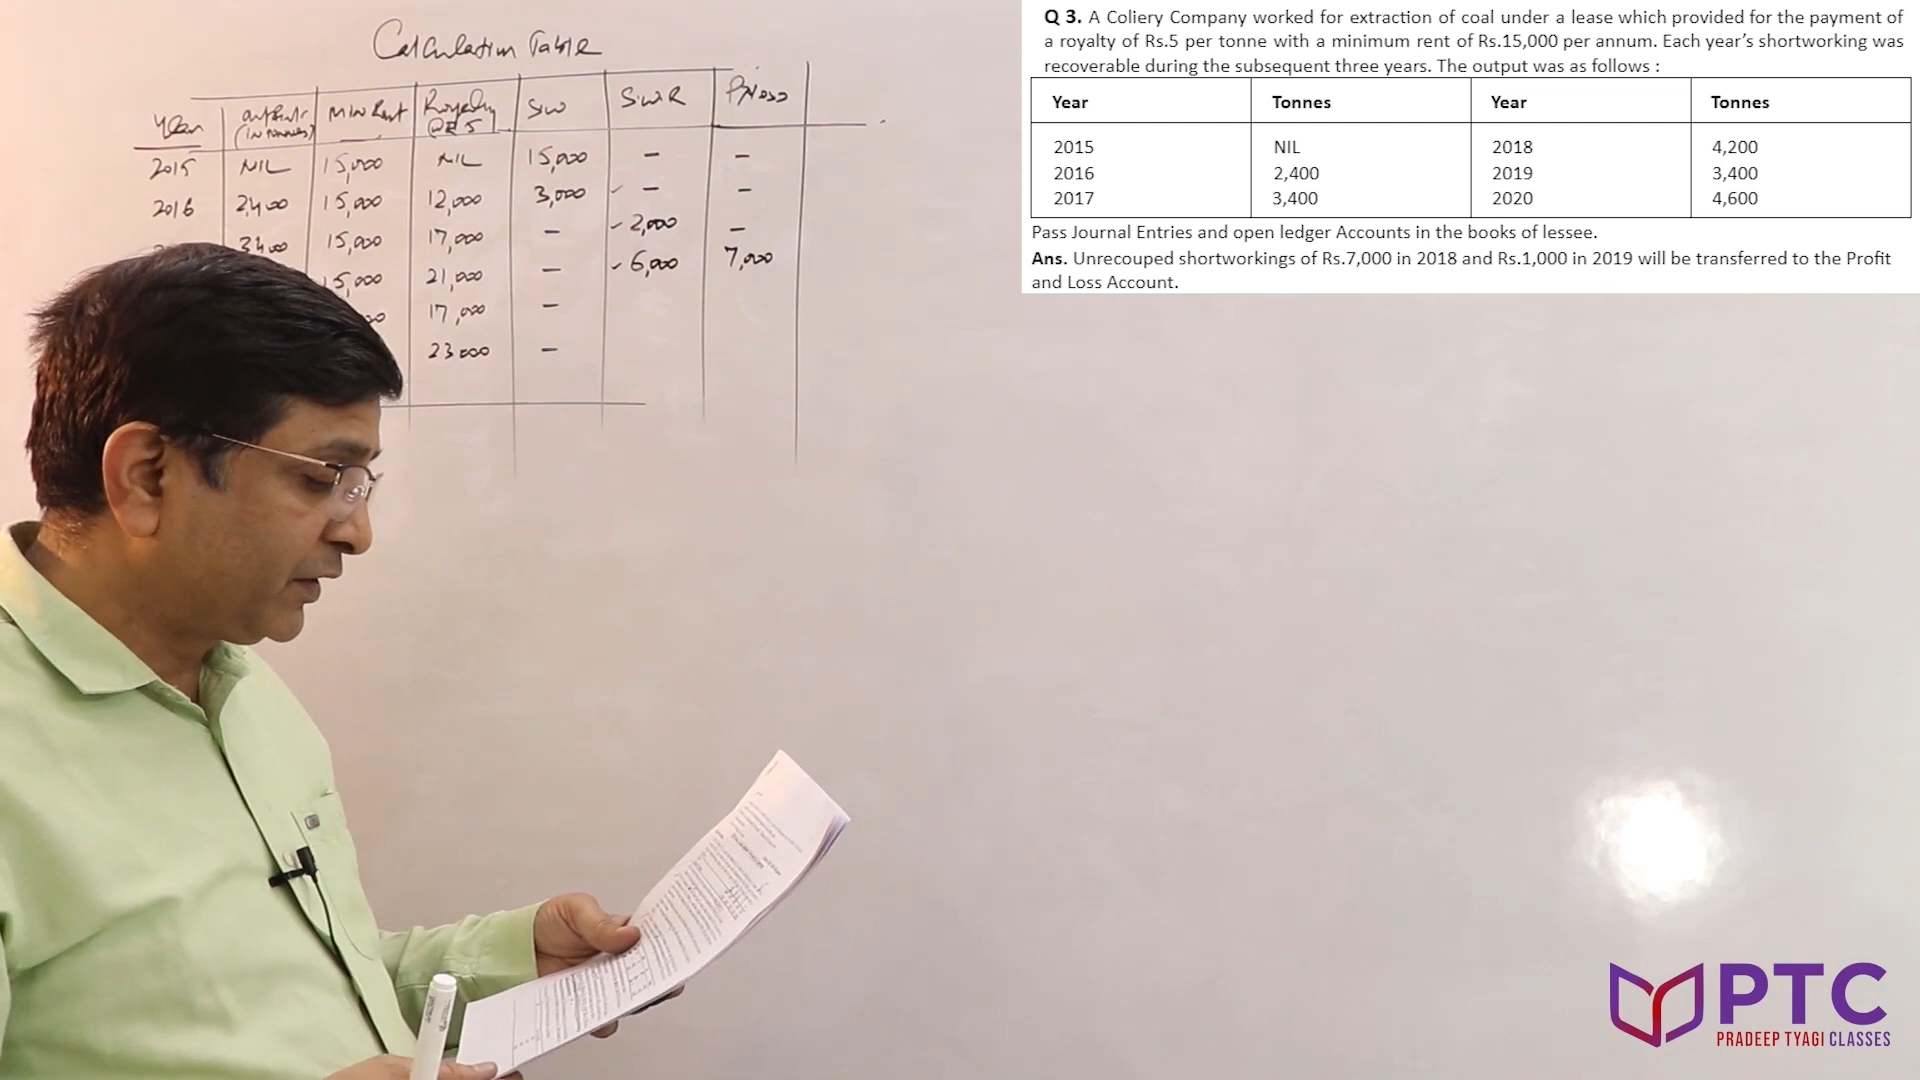 Calculation Table
Year (in tonnes) Min Rent Royalty @₹5 SW SWR
2015 NIL 15,000 NIL 15,000 – –
2016 2,400 15,000 12,000 3,000 – –
3400 15,000 17,000 – 2,000 –
15,000 21,000 – 6,000 7,000
17,000 –
23000 –
Q 3. A Coliery Company worked for extraction of coal under a lease which provided for the payment of
a royalty of Rs.5 per tonne with a minimum rent of Rs.15,000 per annum. Each year’s shortworking was
recoverable during the subsequent three years. The output was as follows :
Year Tonnes Year Tonnes
2015 NIL 2018 4,200
2016 2,400 2019 3,400
2017 3,400 2020 4,600
Pass Journal Entries and open ledger Accounts in the books of lessee.
Ans. Unrecouped shortworkings of Rs.7,000 in 2018 and Rs.1,000 in 2019 will be transferred to the Profit
and Loss Account.
PTC
PRADEEP TYAGI CLASSES